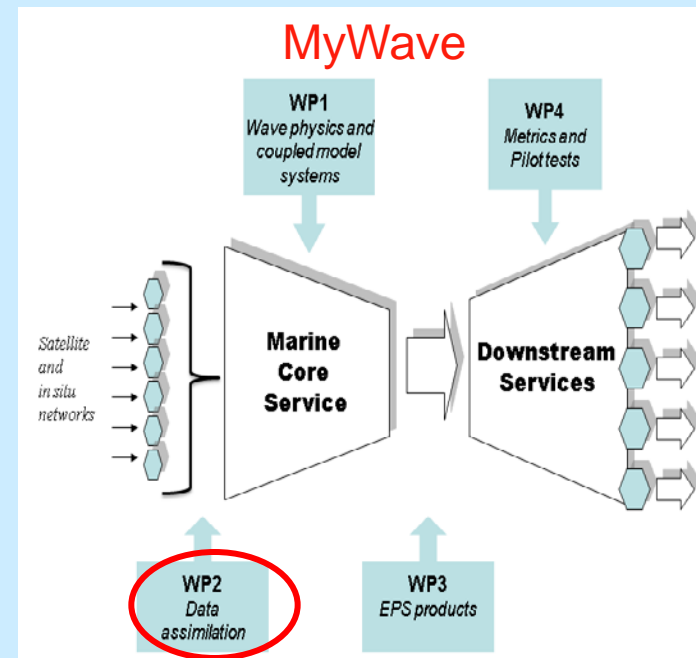 MyWave
WP1
Wave physics and
coupled model
systems
WP4
Metrics and
Pilot tests
Satellite
and
in situ
networks
Marine
Core
Service
Downstream
Services
WP2
Data
assimilation
WP3
EPS products